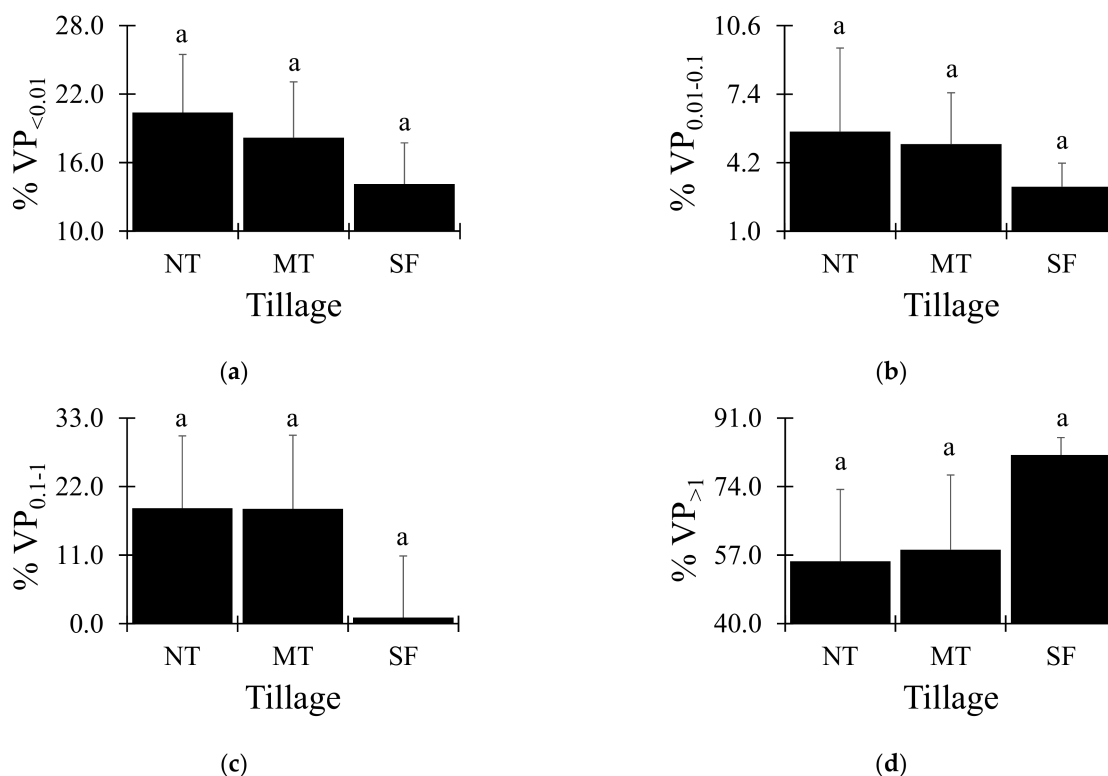 28.0
22.0
16.0
10.0
% VP<0.01
a
a
a
NT MT SF
Tillage
(a)
10.6
7.4
4.2
1.0
% VP0.01-0.1
a
a
a
NT MT SF
Tillage
(b)
33.0
22.0
11.0
0.0
% VP0.1-1
a
a
a
NT MT SF
Tillage
(c)
91.0
74.0
57.0
40.0
% VP>1
a
a
a
NT MT SF
Tillage
(d)